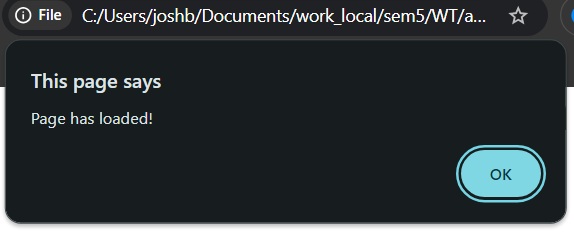 File C:/Users/joshb/Documents/work_local/sem5/WT/a...
This page says
Page has loaded!
OK